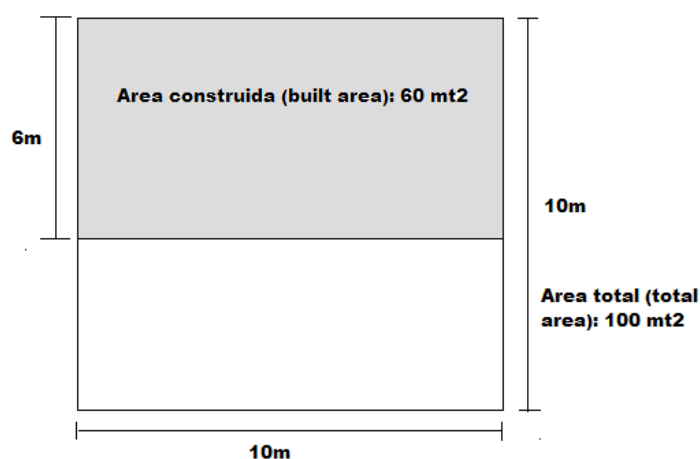 Area construida (built area): 60 mt2
6m
10m
Area total (total
area): 100 mt2
10m